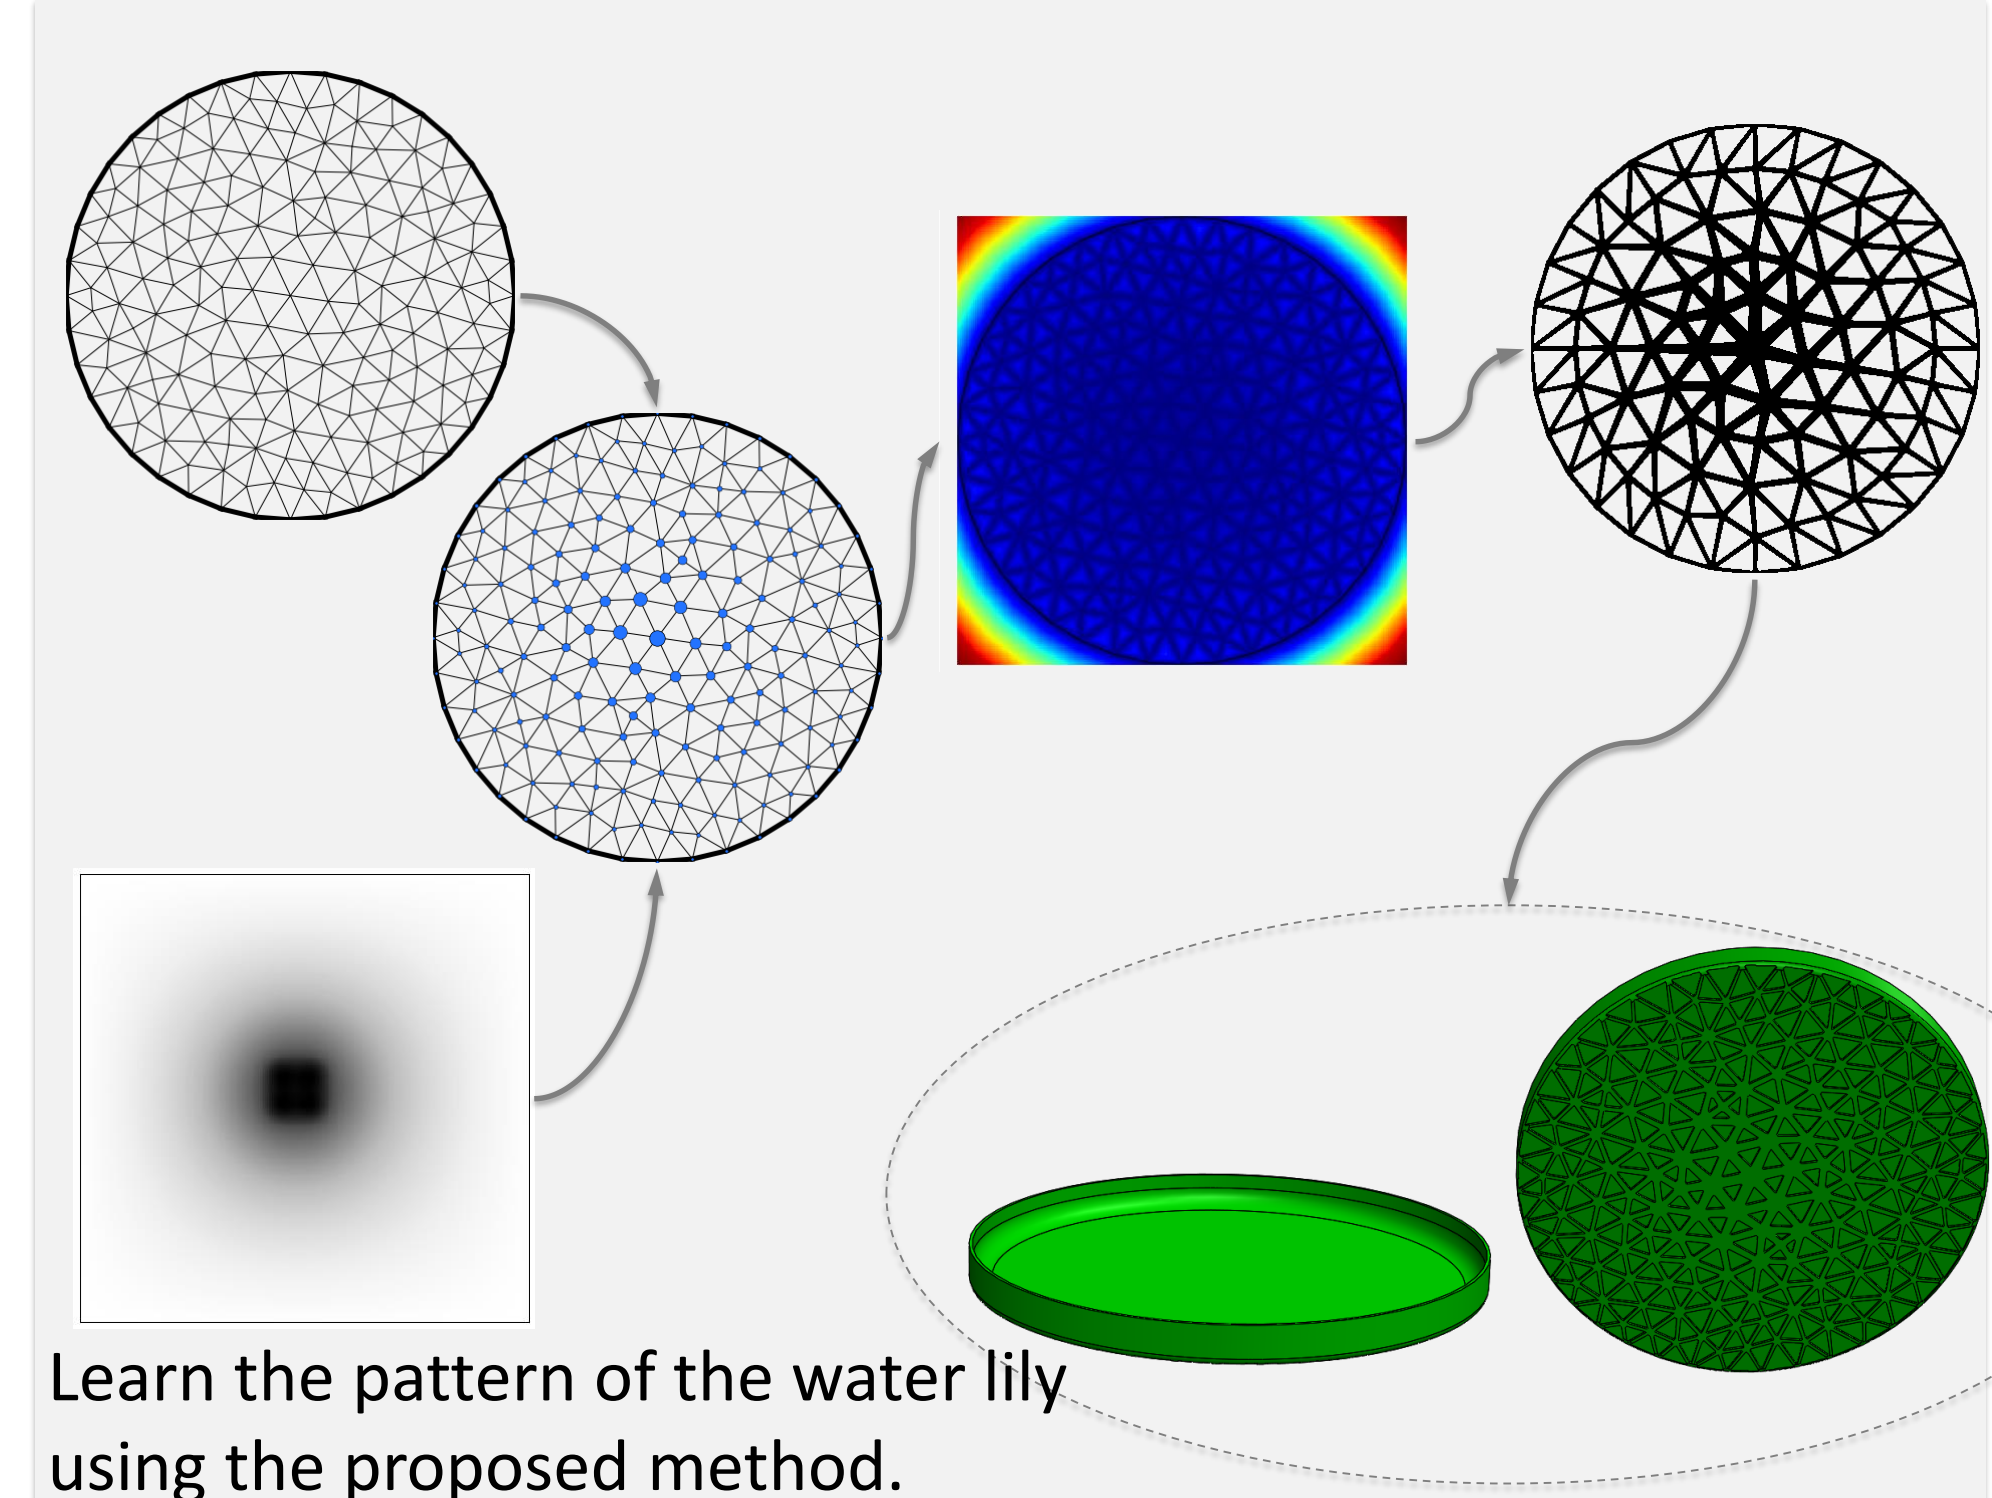 Learn the pattern of the water lily
using the proposed method.